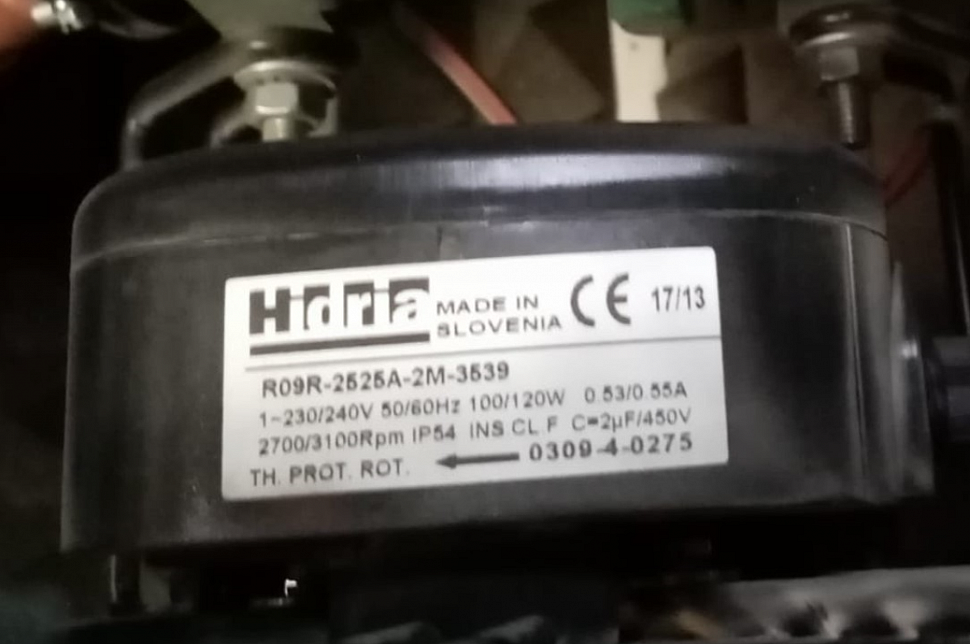 Hidria MADE IN SLOVENIA CE 17/13
R09R-2525A-2M-3539
1~230/240V 50/60Hz 100/120W 0.53/0.55A
2700/3100Rpm IP54 INS CL.F C=2µF/450V
TH. PROT. ROT. ← 0309-4-0275